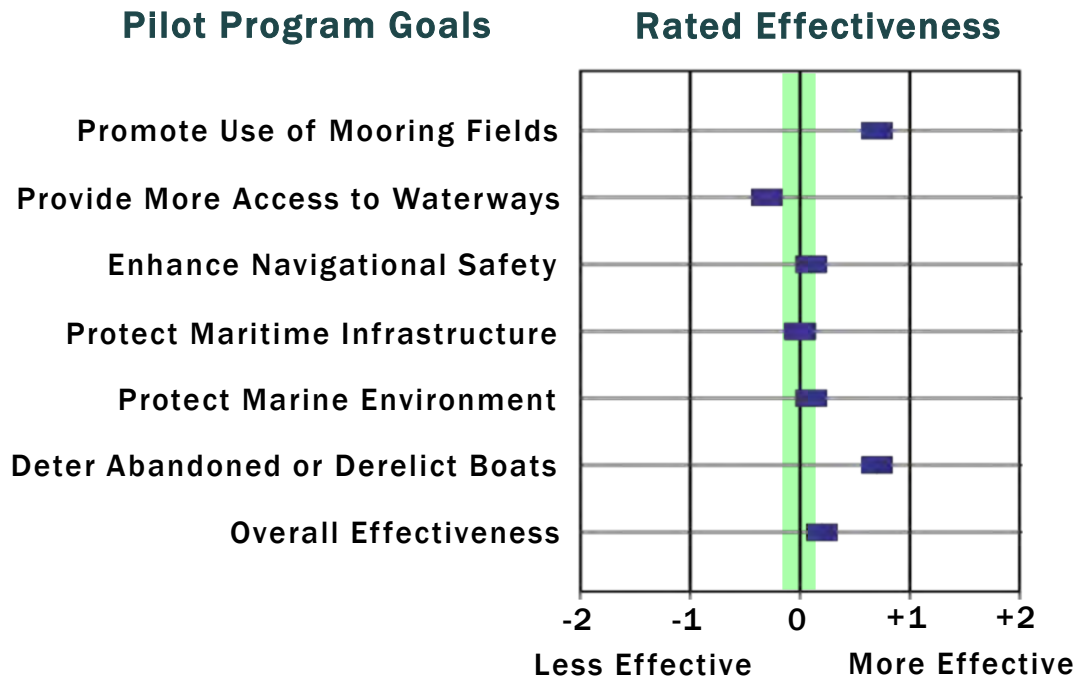 Pilot Program Goals
Rated Effectiveness
Promote Use of Mooring Fields
Provide More Access to Waterways
Enhance Navigational Safety
Protect Maritime Infrastructure
Protect Marine Environment
Deter Abandoned or Derelict Boats
Overall Effectiveness
-2 -1 0 +1 +2
Less Effective More Effective